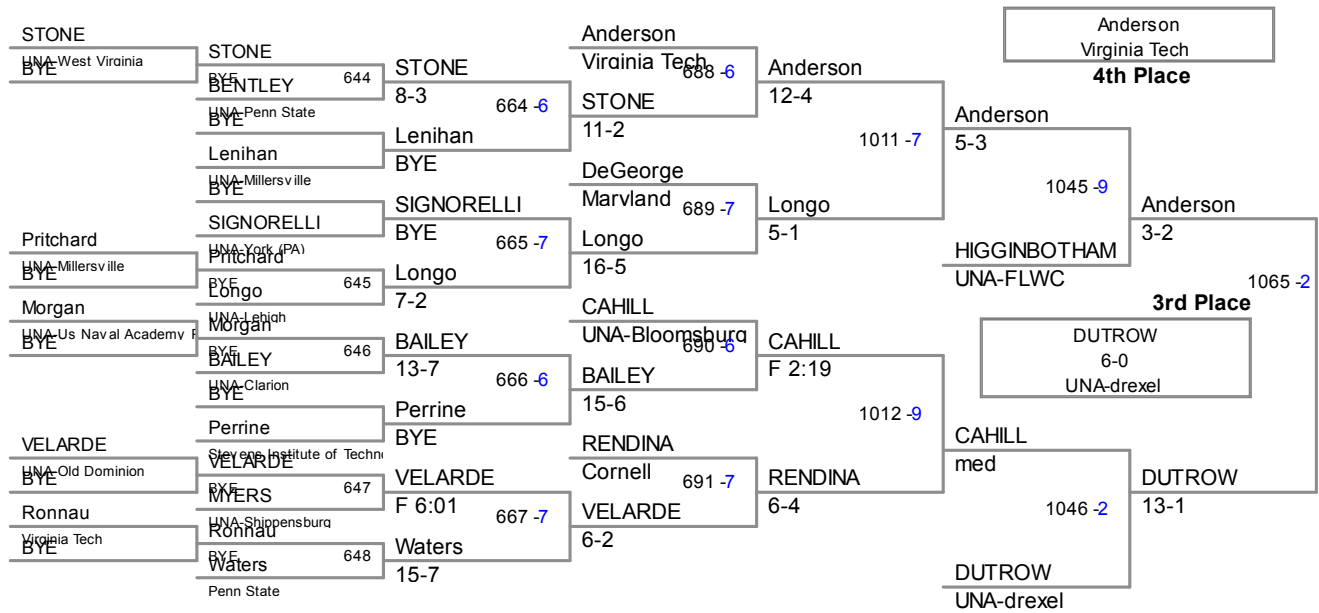 STONE
UNA-West Virginia
BYE
Pritchard
UNA-Millersville
BYE
Morgan
UNA-Us Naval Academy
BYE
VELARDE
UNA-Old Dominion
BYE
Ronnau
Virginia Tech
BYE
STONE
BYE 644
BENTLEY
UNA-Penn State
BYE
Lenihan
UNA-Millersville
BYE
SIGNORELLI
UNA-York (PA)
Pritchard
BYE 645
Longo
UNA-Lehigh
Morgan
BYE 646
BAILEY
UNA-Clarion
BYE
Perrine
Stevens Institute of
VELARDE
BYE 647
MYERS
UNA-Shippensburg
Ronnau
BYE 648
Waters
Penn State
STONE
8-3
664 -6
Lenihan
BYE
SIGNORELLI
BYE
665 -7
Longo
7-2
BAILEY
13-7
666 -6
Perrine
BYE
VELARDE
F 6:01
667 -7
Waters
15-7
Anderson
Virginia Tech
688 -6
STONE
11-2
DeGeorge
Maryland
689 -7
Longo
16-5
CAHILL
UNA-Bloomsburg
690 -6
BAILEY
15-6
RENDINA
Cornell
691 -7
VELARDE
6-2
Anderson
12-4
1011 -7
Longo
5-1
CAHILL
F 2:19
1012 -9
RENDINA
6-4
Anderson
5-3
1045 -9
HIGGINBOTHAM
UNA-FLWC
CAHILL
med
1046 -2
DUTROW
UNA-drexel
Anderson
3-2
1065 -2
DUTROW
13-1
Anderson
Virginia Tech
4th Place
3rd Place
DUTROW
6-0
UNA-drexel